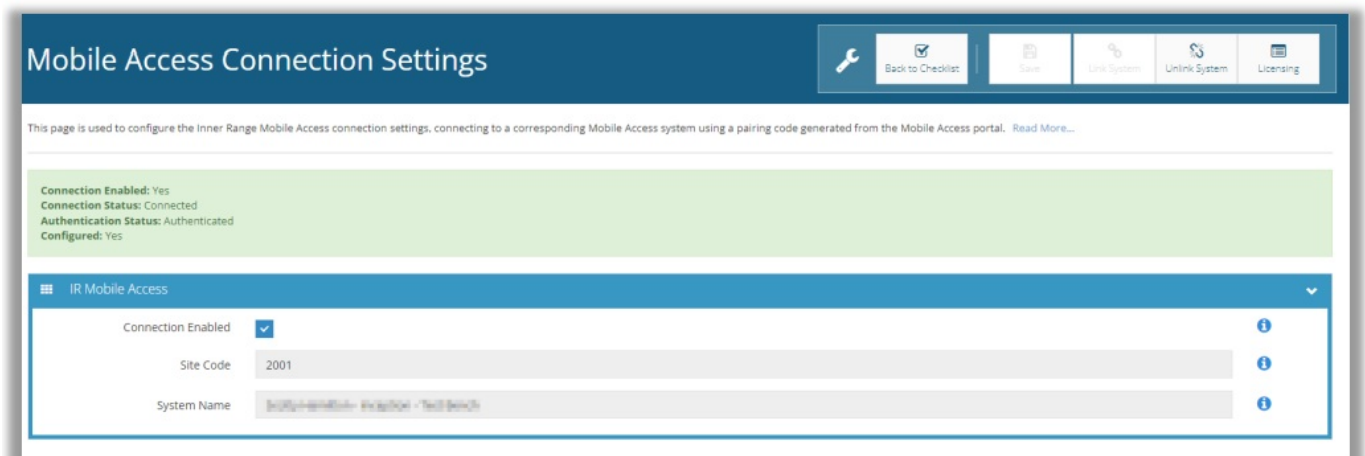 Mobile Access Connection Settings
Back to Checklist
Save
Link System
Unlink System
Licensing
This page is used to configure the Inner Range Mobile Access connection settings, connecting to a corresponding Mobile Access system using a pairing code generated from the Mobile Access portal. Read More...
Connection Enabled: Yes
Connection Status: Connected
Authentication Status: Authenticated
Configured: Yes
IR Mobile Access
Connection Enabled
Site Code 2001
System Name